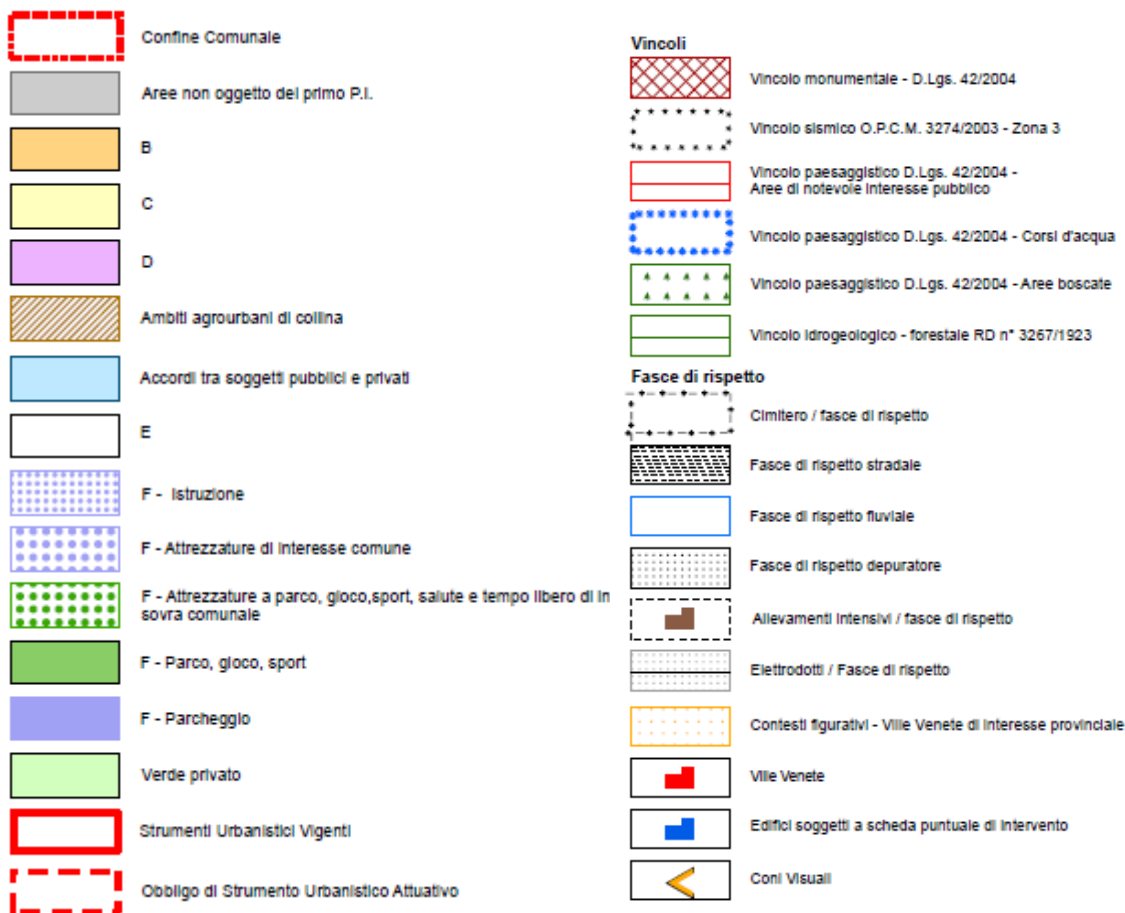 Confine Comunale
Aree non oggetto del primo P.I.
B
C
D
Ambiti agrourbani di collina
Accordi tra soggetti pubblici e privati
E
F - Istruzione
F - Attrezzature di interesse comune
F - Attrezzature a parco, gioco,sport, salute e tempo libero di in
sovra comunale
F - Parco, gioco, sport
F - Parcheggio
Verde privato
Strumenti Urbanistici Vigenti
Obbligo di Strumento Urbanistico Attuativo
Vincoli
Vincolo monumentale - D.Lgs. 42/2004
Vincolo sismico O.P.C.M. 3274/2003 - Zona 3
Vincolo paesaggistico D.Lgs. 42/2004 -
Aree di notevole interesse pubblico
Vincolo paesaggistico D.Lgs. 42/2004 - Corsi d'acqua
Vincolo paesaggistico D.Lgs. 42/2004 - Aree boscate
Vincolo idrogeologico - forestale RD n° 3267/1923
Fasce di rispetto
Cimitero / fasce di rispetto
Fasce di rispetto stradale
Fasce di rispetto fluviale
Fasce di rispetto depuratore
Allevamenti intensivi / fasce di rispetto
Elettrodotti / Fasce di rispetto
Contesti figurativi - Ville Venete di interesse provinciale
Ville Venete
Edifici soggetti a scheda puntuale di intervento
Coni Visuali